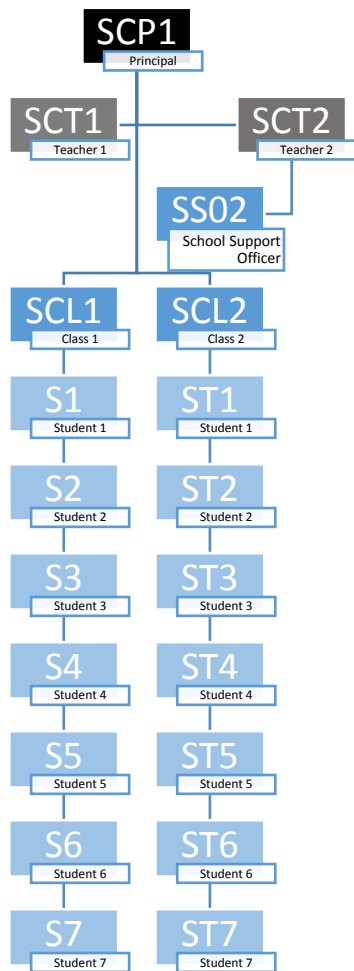 SCP1
Principal
SCT1
Teacher 1
SCT2
Teacher 2
SS02
School Support
Officer
SCL1
Class 1
SCL2
Class 2
S1
Student 1
ST1
Student 1
S2
Student 2
ST2
Student 2
S3
Student 3
ST3
Student 3
S4
Student 4
ST4
Student 4
S5
Student 5
ST5
Student 5
S6
Student 6
ST6
Student 6
S7
Student 7
ST7
Student 7